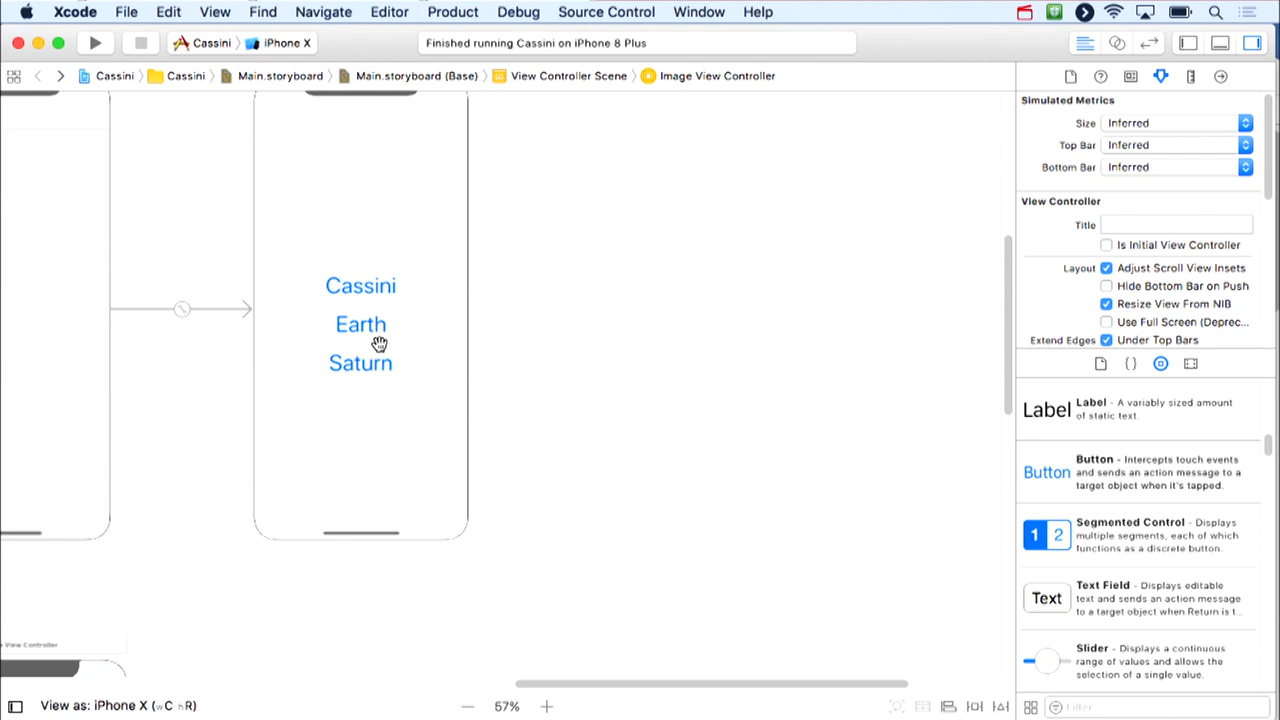 Xcode File Edit View Find Navigate Editor Product Debug Source Control Window Help
Cassini iPhone X
Finished running Cassini on iPhone 8 Plus
Cassini Cassini Main.storyboard Main.storyboard (Base) View Controller Scene Image View Controller
Simulated Metrics
Size Inferred
Top Bar Inferred
Bottom Bar Inferred
View Controller
Title
Is Initial View Controller
Layout Adjust Scroll View Insets
Hide Bottom Bar on Push
Resize View From NIB
Use Full Screen (Deprec...
Extend Edges Under Top Bars
Cassini
Earth
Saturn
Label Label - A variably sized amount
of static text.
Button Button - Intercepts touch events
and sends an action message to a
target object when it's tapped.
1 2 Segmented Control - Displays
multiple segments, each of which
functions as a discrete button.
Text Text Field - Displays editable
text and sends an action message
to a target object when Return is t...
Slider - Displays a continuous
range of values and allows the
selection of a single value.
View Controller
View as: iPhone X (wC hR)
57%
Filter